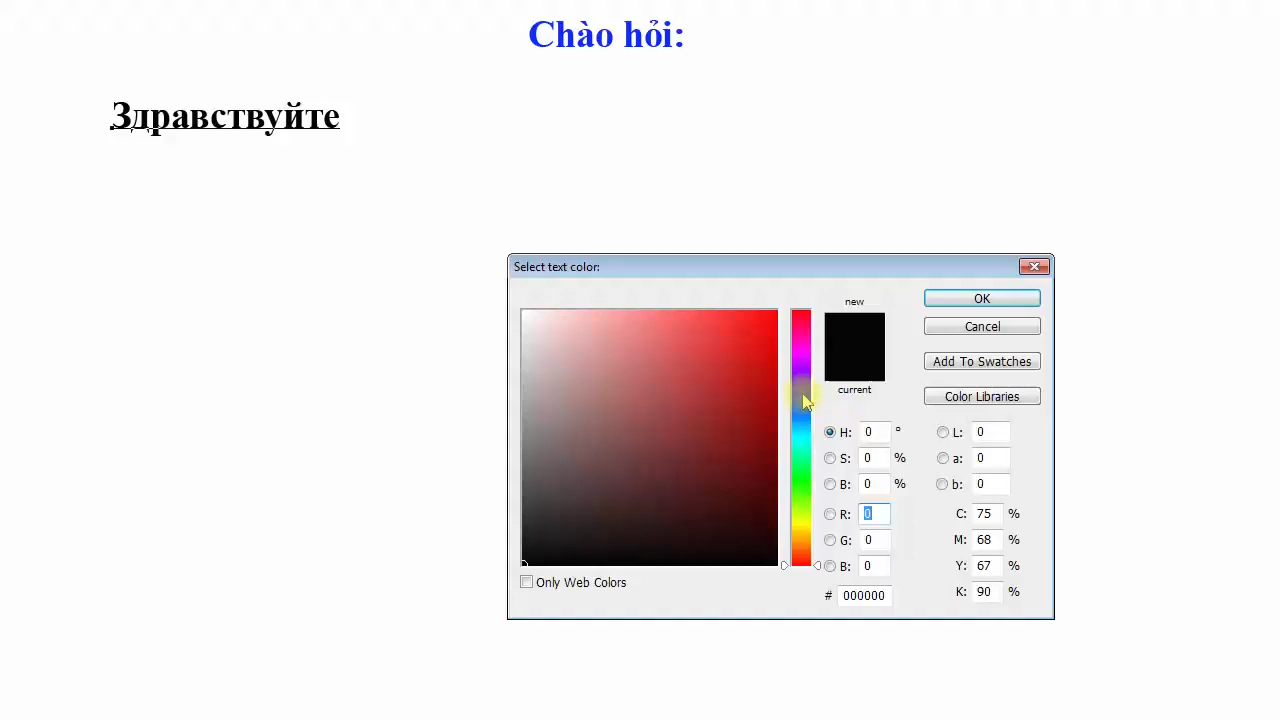 Chào hỏi:
Здравствуйте
Select text color:
new
OK
Cancel
Add To Swatches
current
Color Libraries
H: 0 °
L: 0
S: 0 %
a: 0
B: 0 %
b: 0
R: 0
C: 75 %
G: 0
M: 68 %
B: 0
Y: 67 %
Only Web Colors
# 000000
K: 90 %